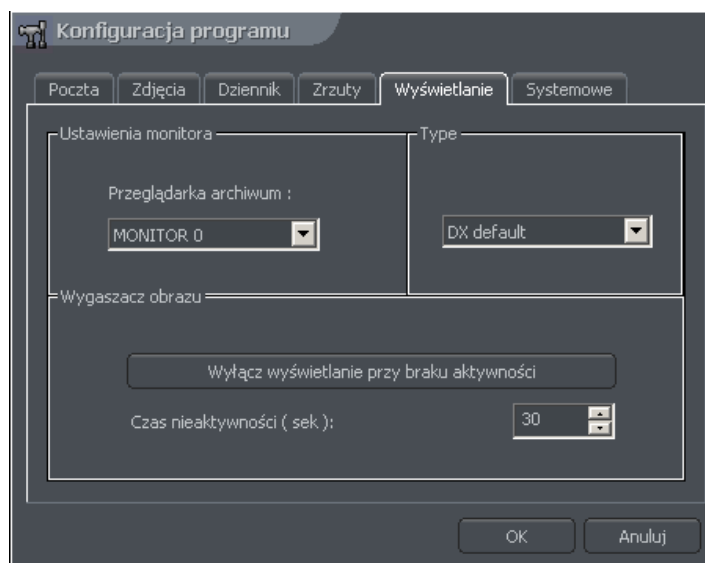 Konfiguracja programu
Poczta Zdjęcia Dziennik Zrzuty Wyświetlanie Systemowe
Ustawienia monitora
Type
Przeglądarka archiwum :
MONITOR 0
DX default
Wygaszacz obrazu
Wyłącz wyświetlanie przy braku aktywności
Czas nieaktywności ( sek ):
30
OK Anuluj